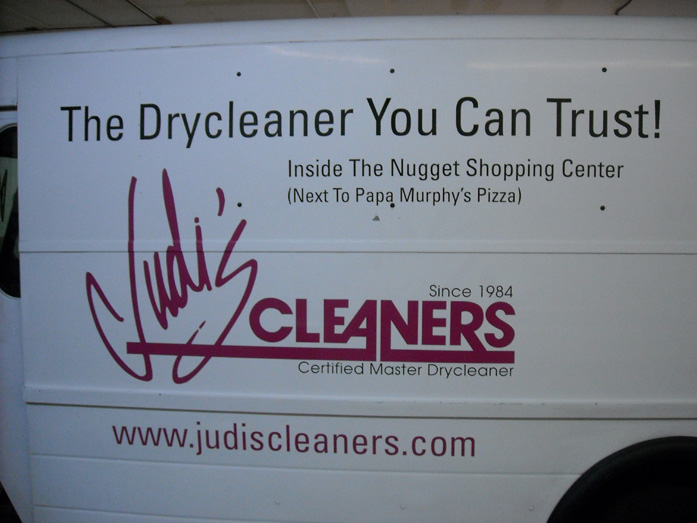 The Drycleaner You Can Trust!
Inside The Nugget Shopping Center
(Next To Papa Murphy's Pizza)
Judi's
Since 1984
CLEANERS
Certified Master Drycleaner
www.judiscleaners.com